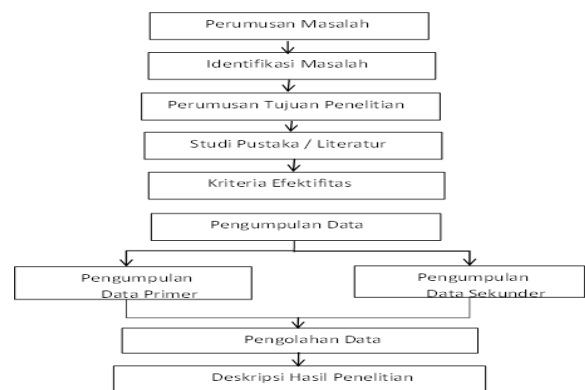 Perumusan Masalah
Identifikasi Masalah
Perumusan Tujuan Penelitian
Studi Pustaka / Literatur
Kriteria Efektifitas
Pengumpulan Data
Pengumpulan
Data Primer
Pengumpulan
Data Sekunder
Pengolahan Data
Deskripsi Hasil Penelitian